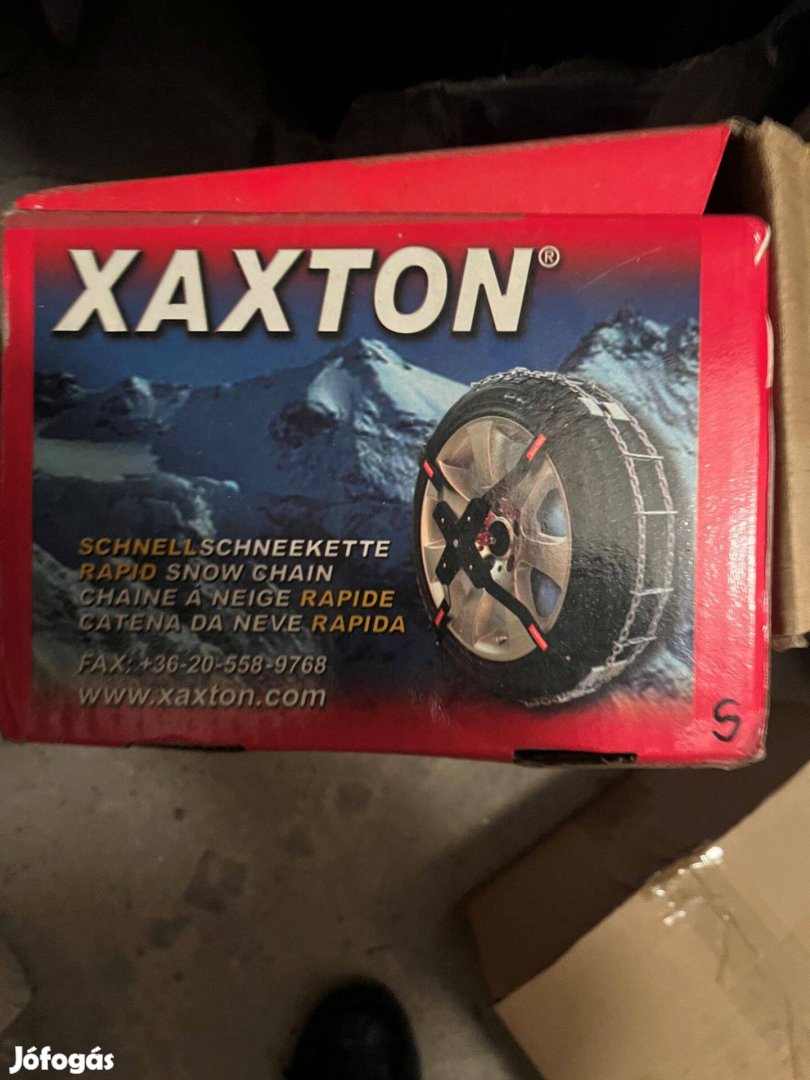 XAXTON®
SCHNELLSCHNEEKETTE
RAPID SNOW CHAIN
CHAINE A NEIGE RAPIDE
CATENA DA NEVE RAPIDA
FAX: +36-20-558-9768
www.xaxton.com
S
Jófogás